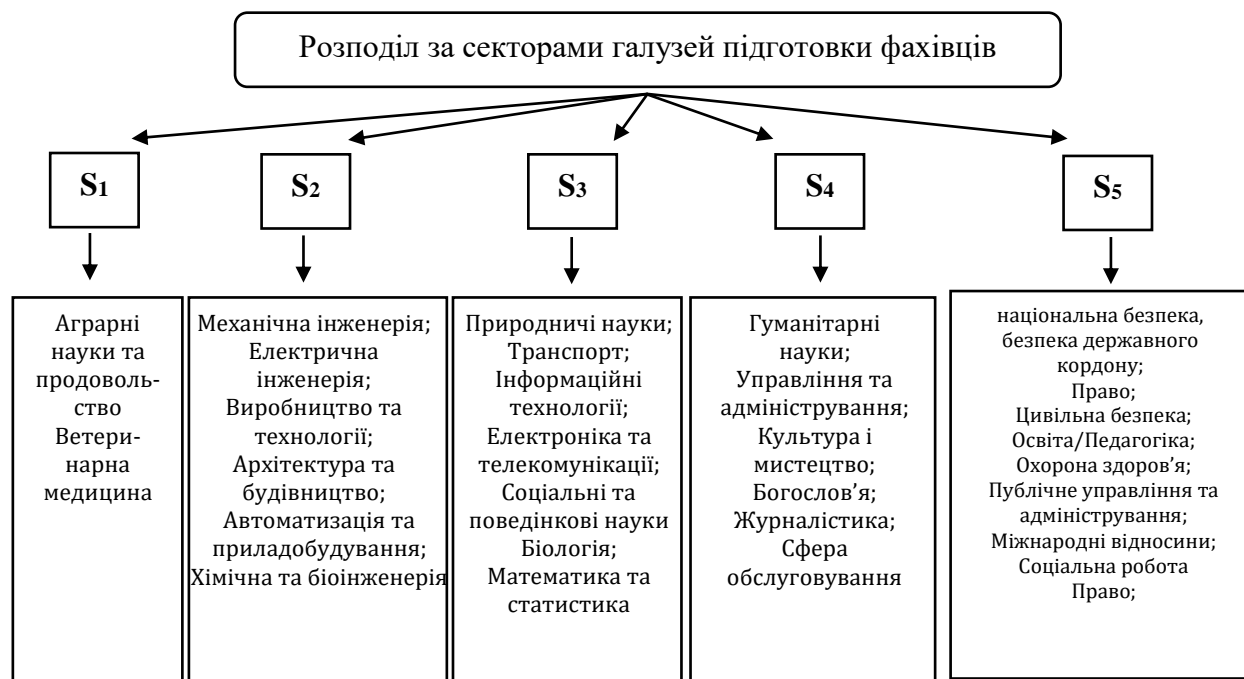 Розподіл за секторами галузей підготовки фахівців
S1
S2
S3
S4
S5
Аграрні
науки та
продоволь-
ство
Ветери-
нарна
медицина
Механічна інженерія;
Електрична
інженерія;
Виробництво та
технології;
Архітектура та
будівництво;
Автоматизація та
приладобудування;
Хімічна та біоінженерія
Природничі науки;
Транспорт;
Інформаційні
технології;
Електроніка та
телекомунікації;
Соціальні та
поведінкові науки
Біологія;
Математика та
статистика
Гуманітарні
науки;
Управління та
адміністрування;
Культура і
мистецтво;
Богослов’я;
Журналістика;
Сфера
обслуговування
національна безпека,
безпека державного
кордону;
Право;
Цивільна безпека;
Освіта/Педагогіка;
Охорона здоров’я;
Публічне управління та
адміністрування;
Міжнародні відносини;
Соціальна робота
Право;